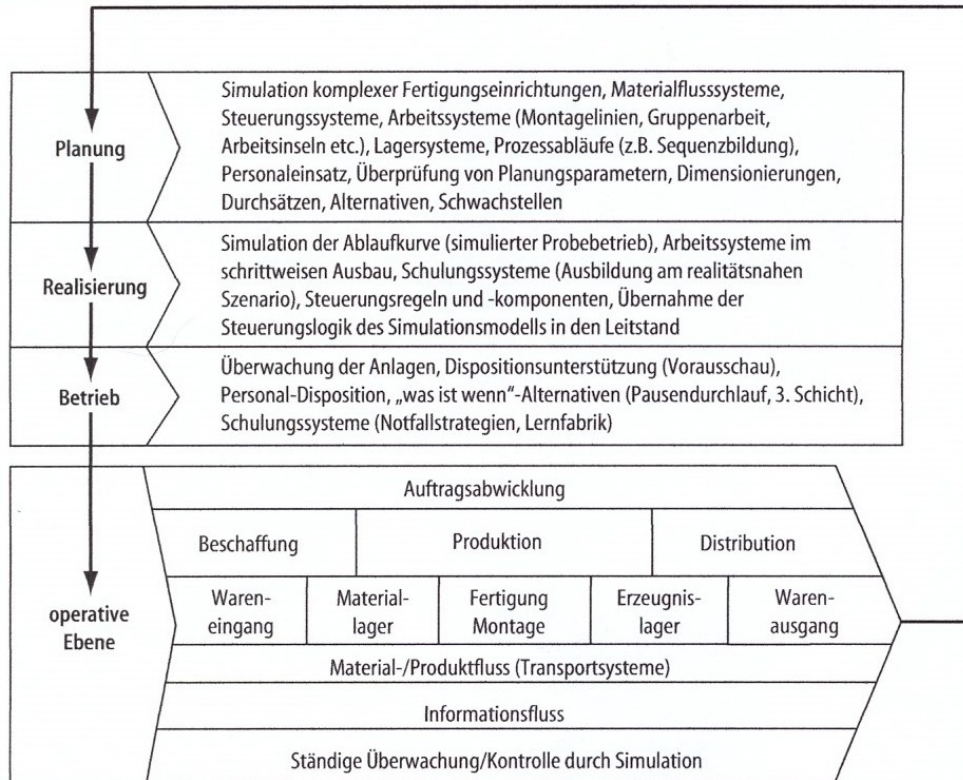 Planung
Simulation komplexer Fertigungseinrichtungen, Materialflusssysteme,
Steuerungssysteme, Arbeitssysteme (Montagelinien, Gruppenarbeit,
Arbeitsinseln etc.), Lagersysteme, Prozessabläufe (z.B. Sequenzbildung),
Personaleinsatz, Überprüfung von Planungsparametern, Dimensionierungen,
Durchsätzen, Alternativen, Schwachstellen
Realisierung
Simulation der Ablaufkurve (simulierter Probebetrieb), Arbeitssysteme im
schrittweisen Ausbau, Schulungssysteme (Ausbildung am realitätsnahen
Szenario), Steuerungsregeln und -komponenten, Übernahme der
Steuerungslogik des Simulationsmodells in den Leitstand
Betrieb
Überwachung der Anlagen, Dispositionsunterstützung (Vorausschau),
Personal-Disposition, „was ist wenn“-Alternativen (Pausendurchlauf, 3. Schicht),
Schulungssysteme (Notfallstrategien, Lernfabrik)
operative
Ebene
Auftragsabwicklung
Beschaffung
Produktion
Distribution
Waren-
eingang
Material-
lager
Fertigung
Montage
Erzeugnis-
lager
Waren-
ausgang
Material-/Produktfluss (Transportsysteme)
Informationsfluss
Ständige Überwachung/Kontrolle durch Simulation